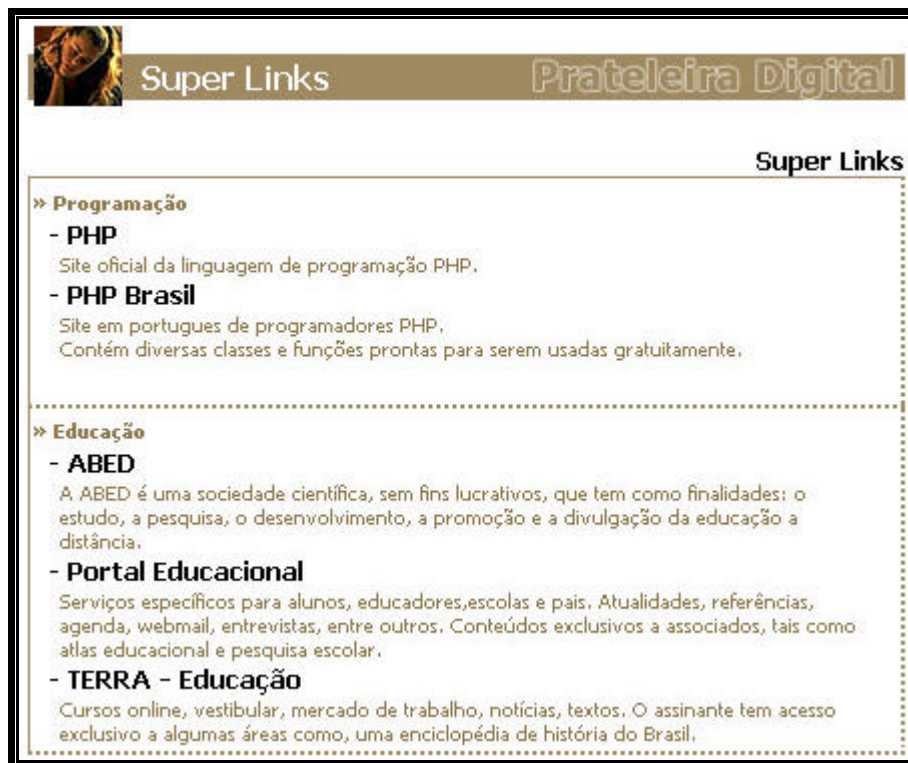 Super Links
Prateleira Digital
Super Links
» Programação
- PHP
Site oficial da linguagem de programação PHP.
- PHP Brasil
Site em portugues de programadores PHP.
Contém diversas classes e funções prontas para serem usadas gratuitamente.
» Educação
- ABED
A ABED é uma sociedade científica, sem fins lucrativos, que tem como finalidades: o
estudo, a pesquisa, o desenvolvimento, a promoção e a divulgação da educação a
distância.
- Portal Educacional
Serviços específicos para alunos, educadores,escolas e pais. Atualidades, referências,
agenda, webmail, entrevistas, entre outros. Conteúdos exclusivos a associados, tais como
atlas educacional e pesquisa escolar.
- TERRA - Educação
Cursos online, vestibular, mercado de trabalho, notícias, textos. O assinante tem acesso
exclusivo a algumas áreas como, uma enciclopédia de história do Brasil.